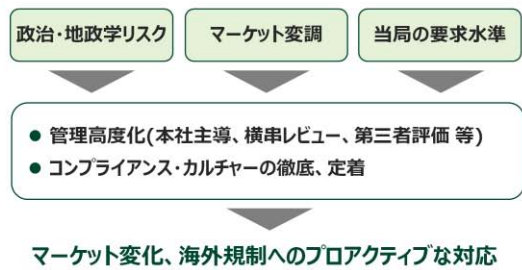 政治・地政学リスク
マーケット変調
当局の要求水準
● 管理高度化(本社主導、横串レビュー、第三者評価 等)
● コンプライアンス・カルチャーの徹底、定着
マーケット変化、海外規制へのプロアクティブな対応